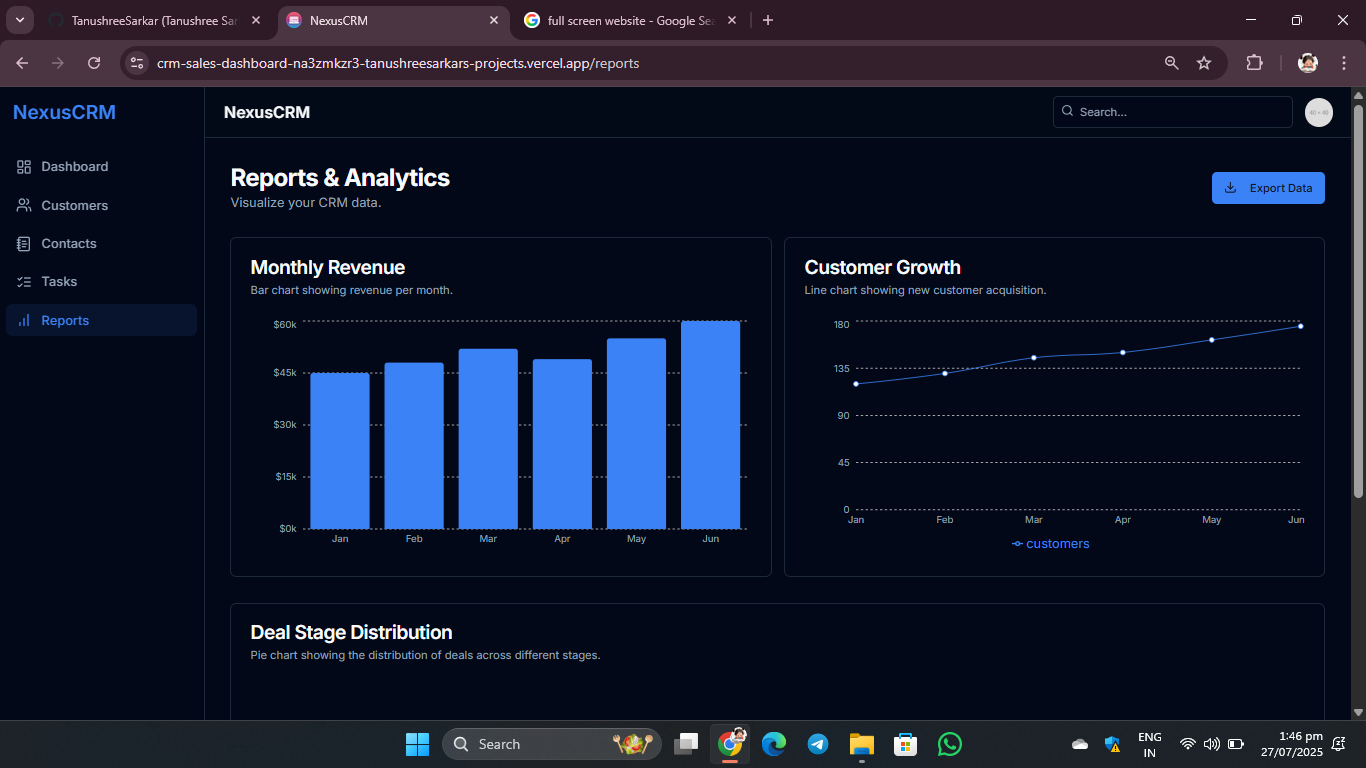 TanushreeSarkar (Tanushree Sar
NexusCRM
full screen website - Google Sea
crm-sales-dashboard-na3zmkzr3-tanushreesarkars-projects.vercel.app/reports
NexusCRM
NexusCRM
Search...
Dashboard
Customers
Contacts
Tasks
Reports
Reports & Analytics
Visualize your CRM data.
Export Data
Monthly Revenue
Bar chart showing revenue per month.
$60k
$45k
$30k
$15k
$0k
Jan Feb Mar Apr May Jun
Customer Growth
Line chart showing new customer acquisition.
180
135
90
45
0
Jan Feb Mar Apr May Jun
customers
Deal Stage Distribution
Pie chart showing the distribution of deals across different stages.
Search
ENG
IN
1:46 pm
27/07/2025